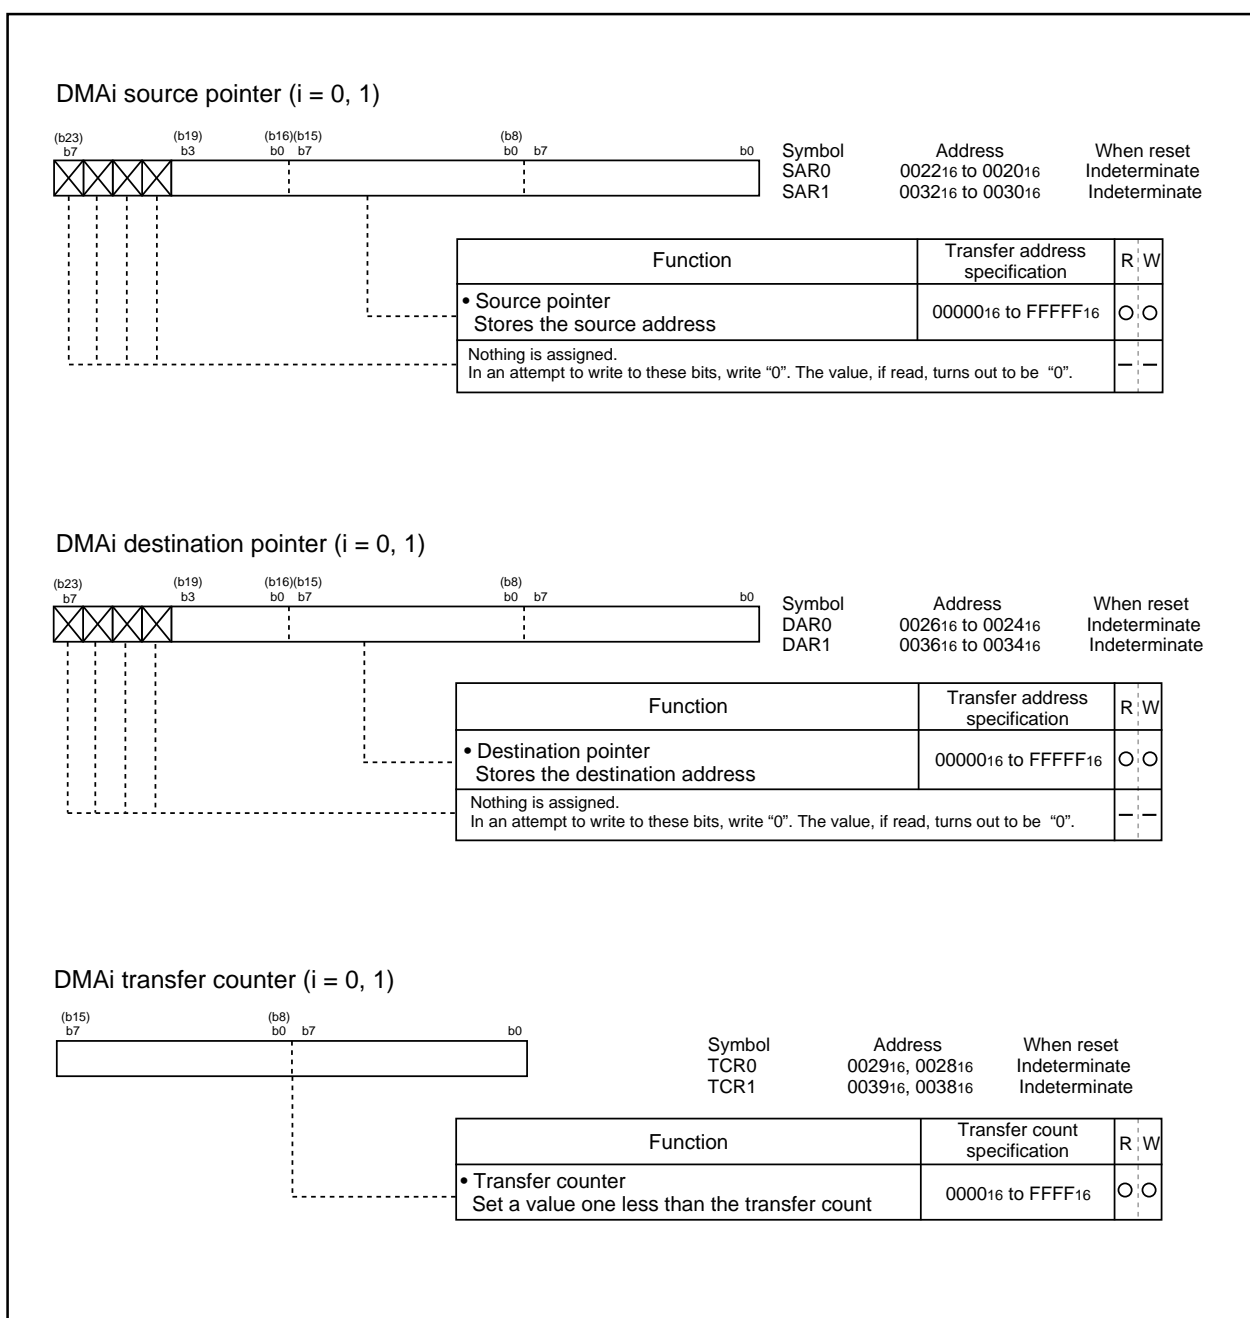 DMAi source pointer (i = 0, 1)
(b23) (b19) (b16)(b15) (b8)
b7 b3 b0 b7 b0 b7 b0
Symbol Address When reset
SAR0 002216 to 002016 Indeterminate
SAR1 003216 to 003016 Indeterminate
Function Transfer address specification R W
• Source pointer
Stores the source address 0000016 to FFFFF16
Nothing is assigned.
In an attempt to write to these bits, write “0”. The value, if read, turns out to be “0”.
DMAi destination pointer (i = 0, 1)
(b23) (b19) (b16)(b15) (b8)
b7 b3 b0 b7 b0 b7 b0
Symbol Address When reset
DAR0 002616 to 002416 Indeterminate
DAR1 003616 to 003416 Indeterminate
Function Transfer address specification R W
• Destination pointer
Stores the destination address 0000016 to FFFFF16
Nothing is assigned.
In an attempt to write to these bits, write “0”. The value, if read, turns out to be “0”.
DMAi transfer counter (i = 0, 1)
(b15) (b8)
b7 b0 b7 b0
Symbol Address When reset
TCR0 002916, 002816 Indeterminate
TCR1 003916, 003816 Indeterminate
Function Transfer count specification R W
• Transfer counter
Set a value one less than the transfer count 000016 to FFFF16